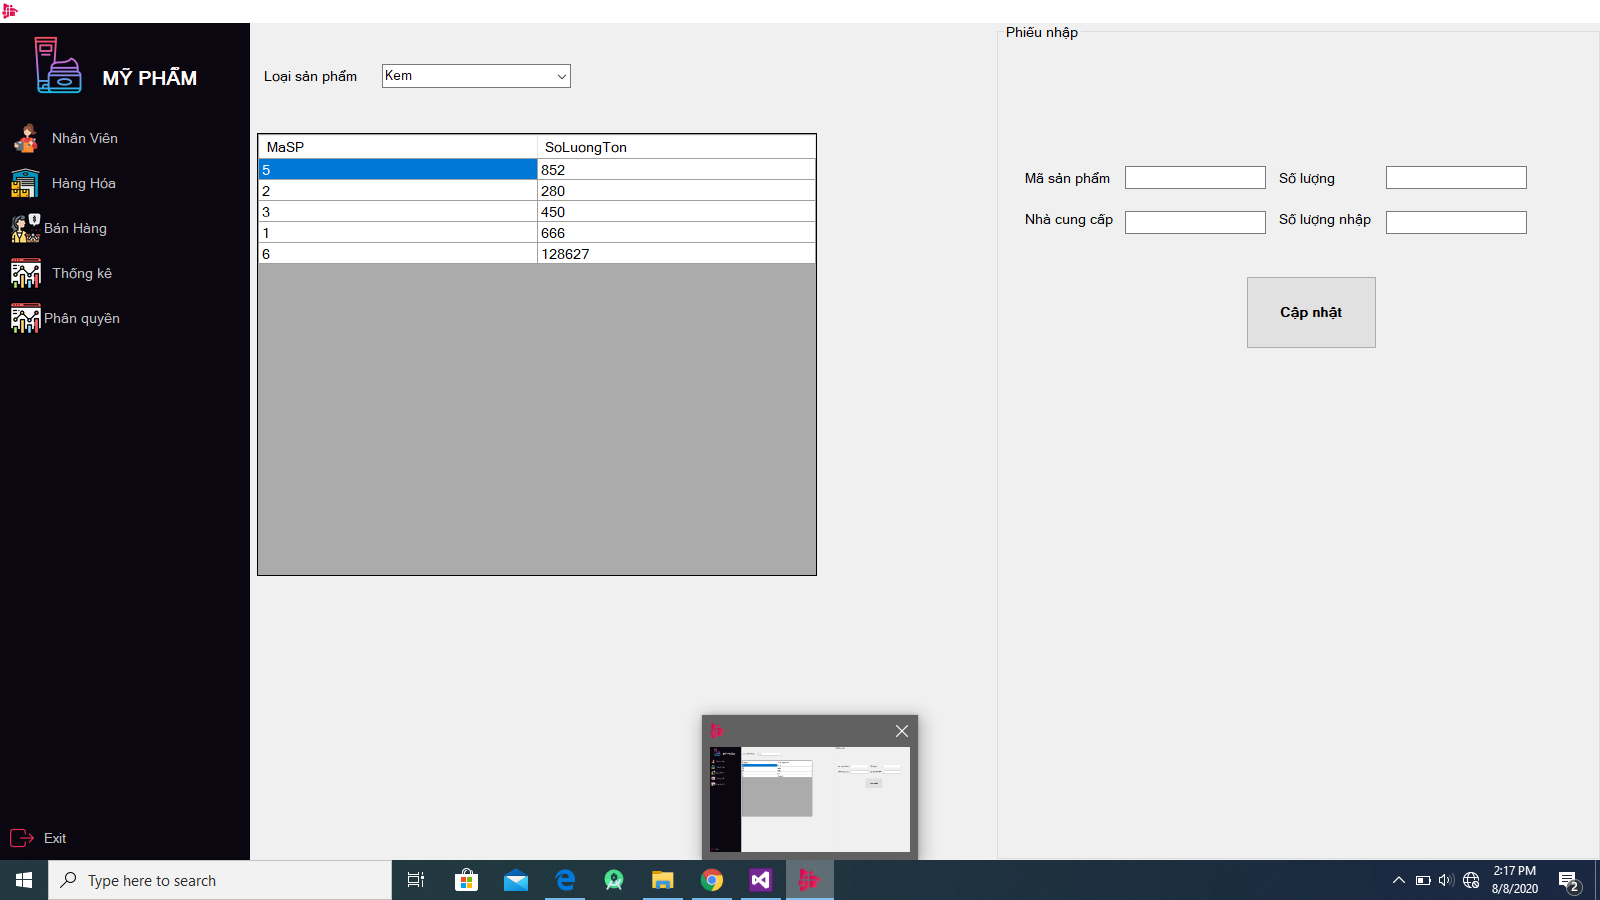 MỸ PHẨM
Nhân Viên
Hàng Hóa
Bán Hàng
Thống kê
Phân quyền
Exit
Loại sản phẩm Kem
MaSP SoLuongTon
5 852
2 280
3 450
1 666
6 128627
Phiếu nhập
Mã sản phẩm Số lượng
Nhà cung cấp Số lượng nhập
Cập nhật
Type here to search
2:17 PM
8/8/2020
2